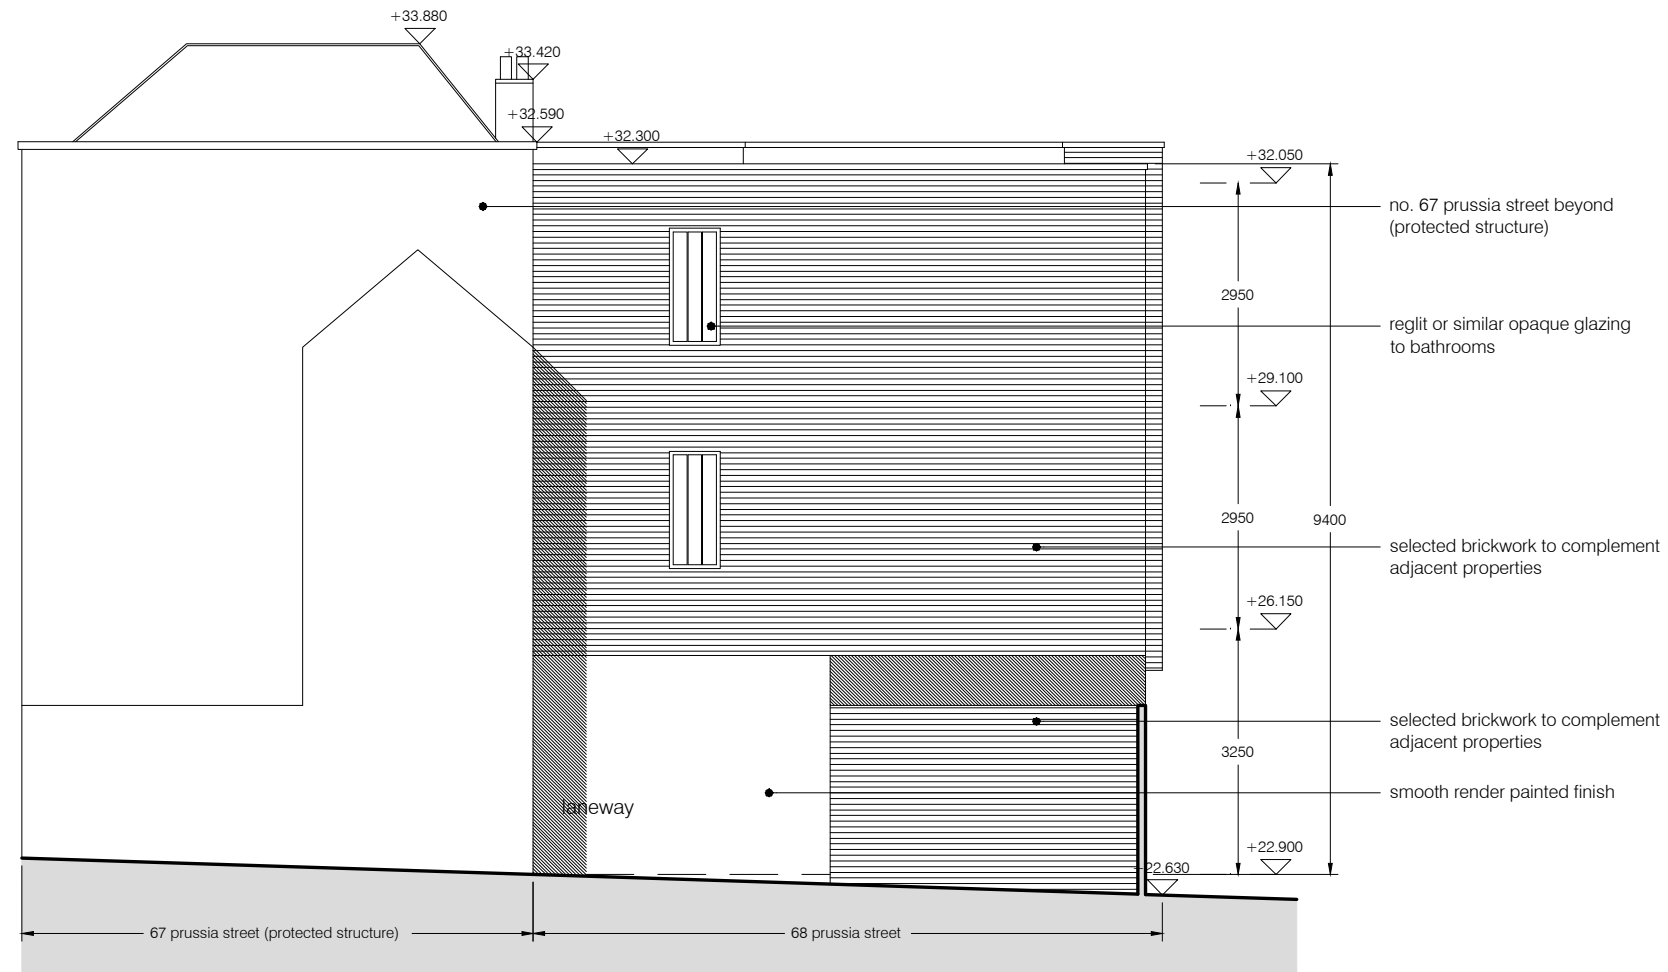 +33.880
+33.420
+32.590
+32.300
+32.050
no. 67 prussia street beyond
(protected structure)
2950
reglit or similar opaque glazing
to bathrooms
+29.100
2950
9400
selected brickwork to complement
adjacent properties
+26.150
selected brickwork to complement
adjacent properties
3250
smooth render painted finish
laneway
+22.900
+22.630
67 prussia street (protected structure)
68 prussia street